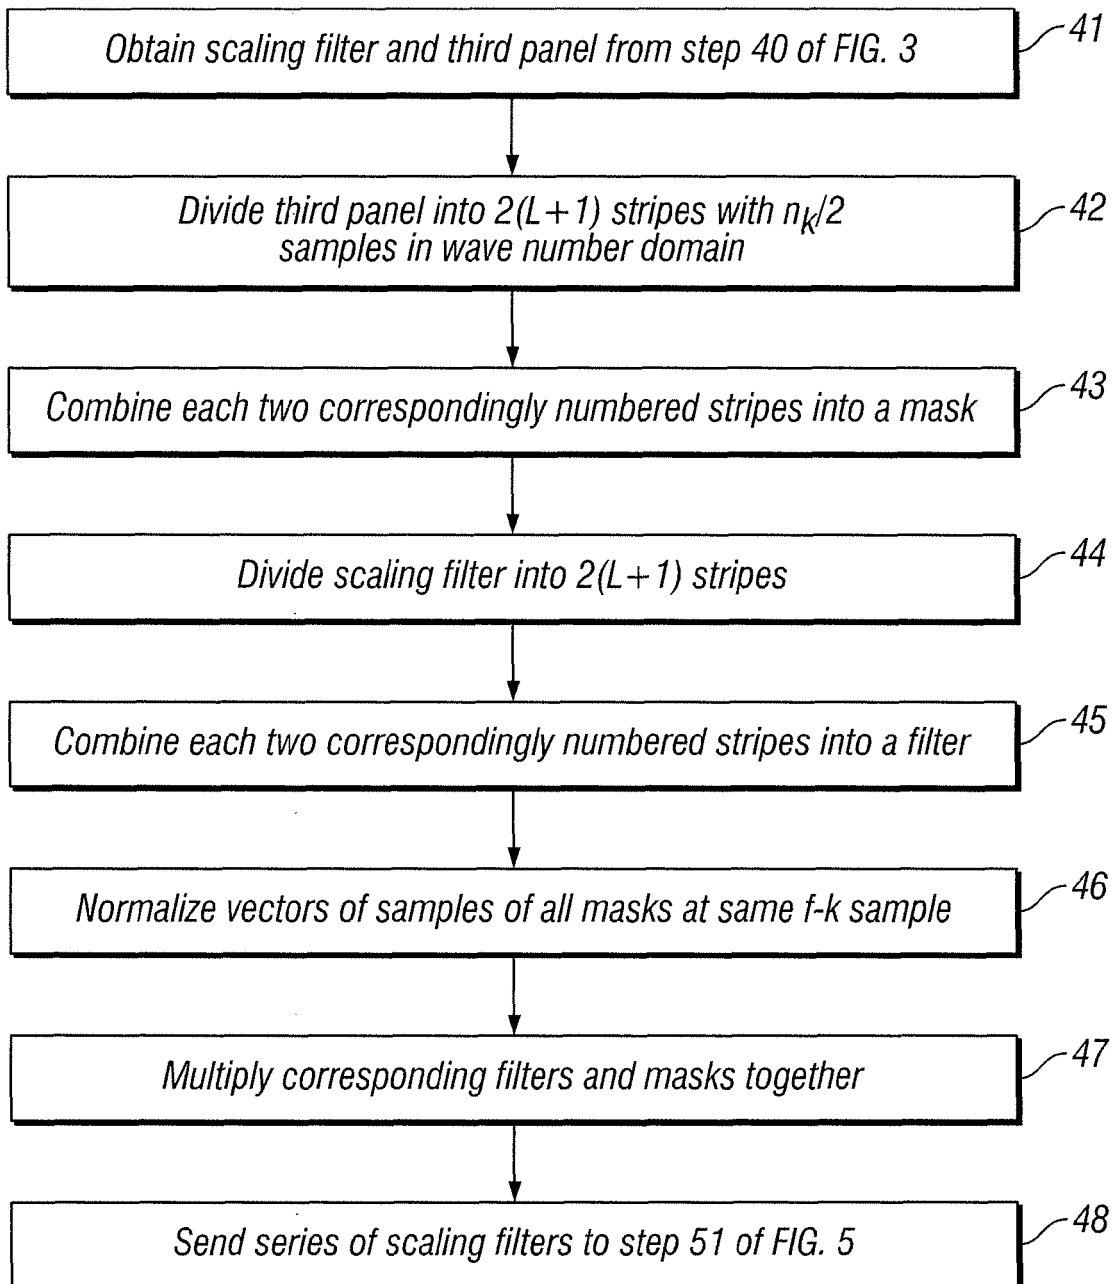 Obtain scaling filter and third panel from step 40 of FIG. 3
41
Divide third panel into 2(L+1) stripes with nk/2
samples in wave number domain
42
Combine each two correspondingly numbered stripes into a mask
43
Divide scaling filter into 2(L+1) stripes
44
Combine each two correspondingly numbered stripes into a filter
45
Normalize vectors of samples of all masks at same f-k sample
46
Multiply corresponding filters and masks together
47
Send series of scaling filters to step 51 of FIG. 5
48